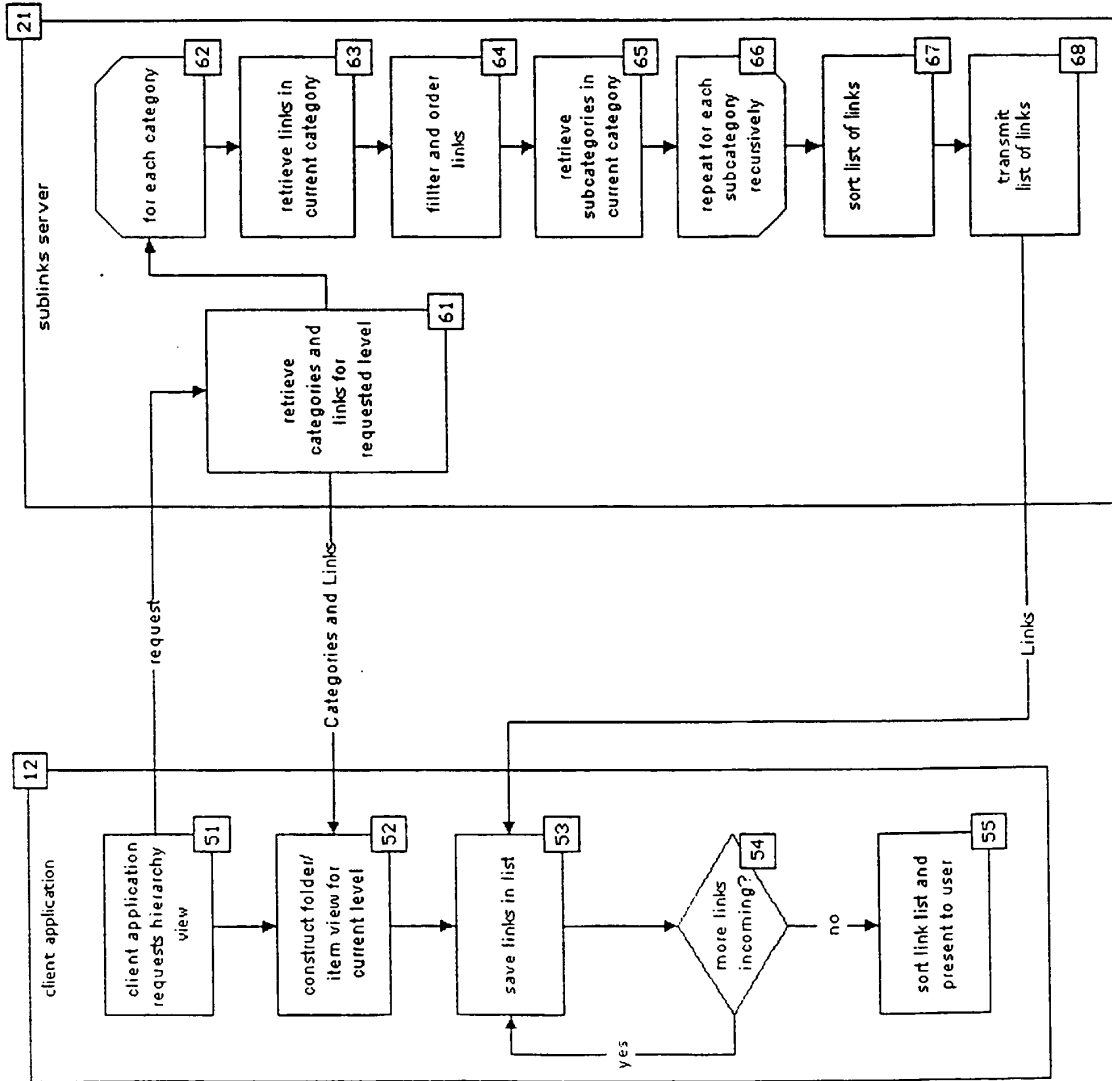 12
client application
client application
requests hierarchy
view
51
construct folder/
item view for
current level
52
save links in list
53
more links
incoming?
54
yes
no
sort link list and
present to user
55
request
Categories and Links
Links
21
sublinks server
retrieve
categories and
links for
requested level
61
for each category
62
retrieve links in
current category
63
fillter and order
links
64
retrieve
subcategories in
current category
65
repeat for each
subcategory
recursively
66
sort list of links
67
transmit
list of links
68